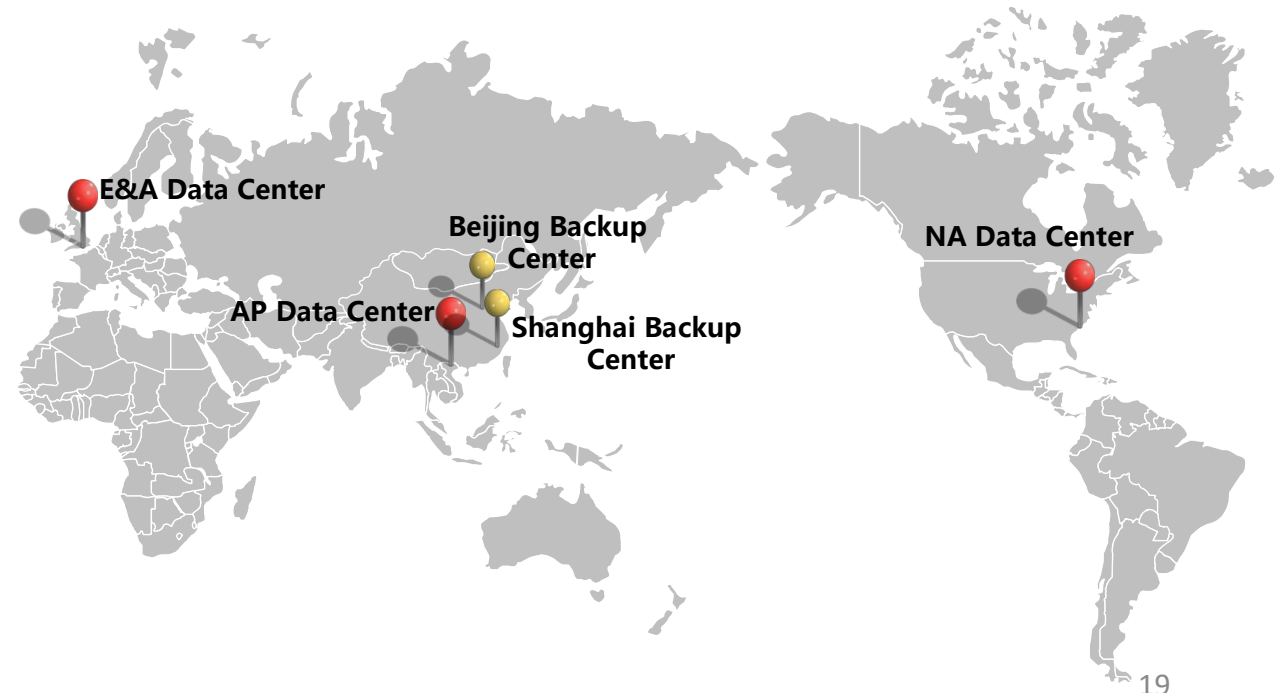 E&A Data Center
Beijing Backup
Center
NA Data Center
AP Data Center
Shanghai Backup
Center
19